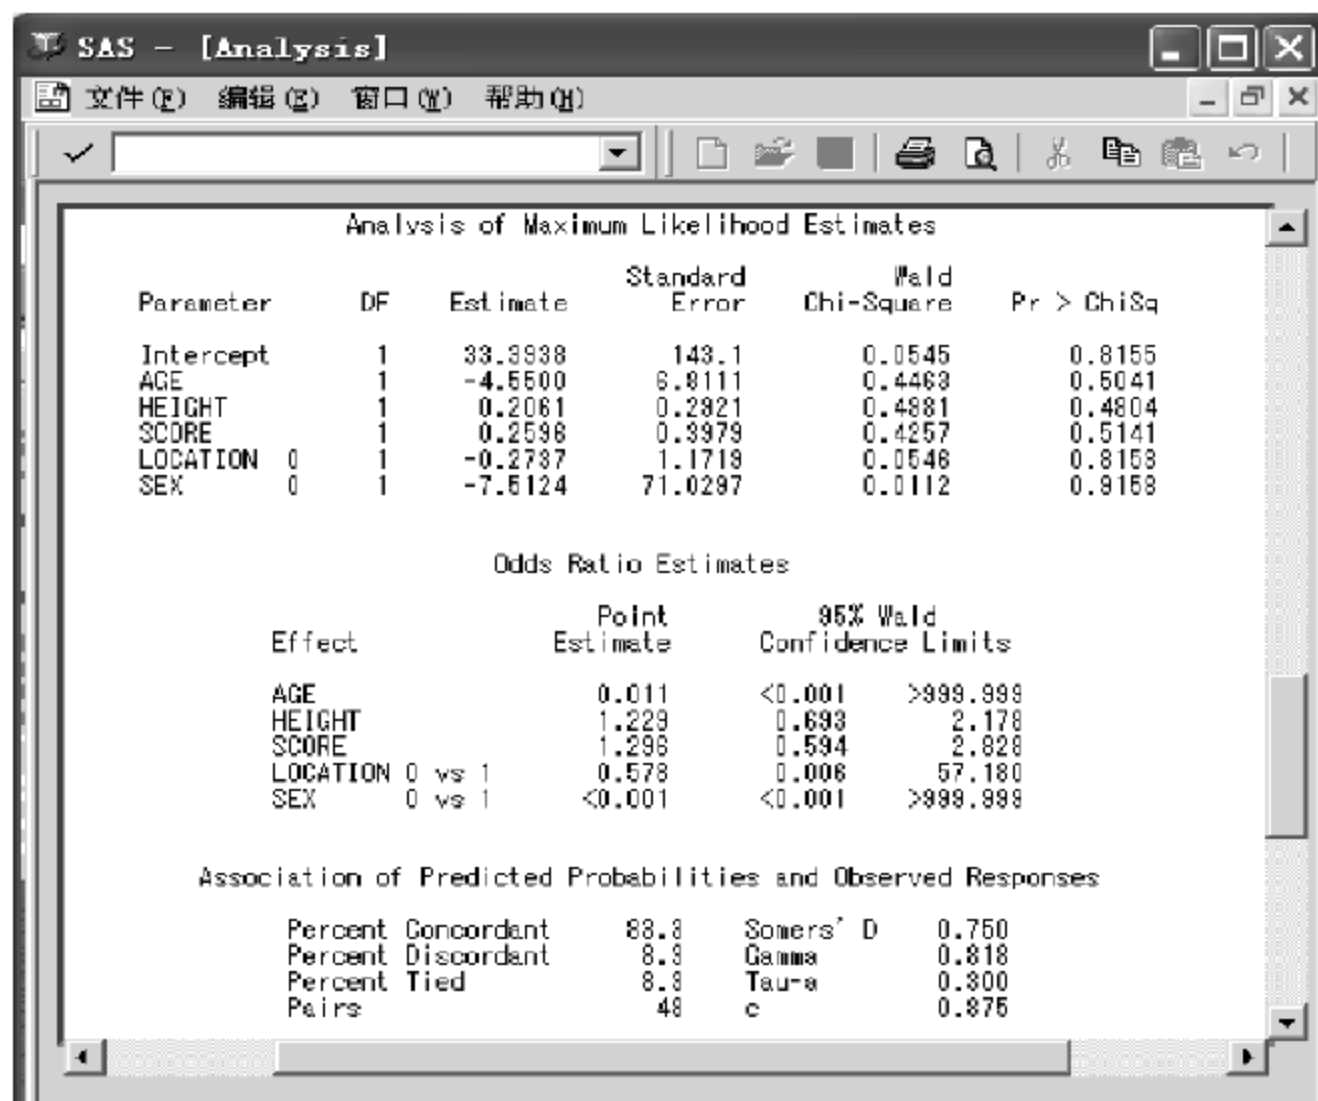 SAS - [Analysis]
文件(F) 编辑(E) 窗口(W) 帮助(H)
Analysis of Maximum Likelihood Estimates
Standard Wald
Parameter DF Estimate Error Chi-Square Pr > ChiSq
Intercept 1 33.3938 143.1 0.0545 0.8155
AGE 1 -4.5500 6.8111 0.4463 0.5041
HEIGHT 1 0.2061 0.2921 0.4981 0.4804
SCORE 1 0.2596 0.3979 0.4257 0.5141
LOCATION 0 1 -0.2737 1.1719 0.0546 0.8153
SEX 0 1 -7.5124 71.0297 0.0112 0.9158
Odds Ratio Estimates
Point 95% Wald
Effect Estimate Confidence Limits
AGE 0.011 <0.001 >999.999
HEIGHT 1.229 0.693 2.178
SCORE 1.296 0.594 2.828
LOCATION 0 vs 1 0.578 0.006 57.180
SEX 0 vs 1 <0.001 <0.001 >999.999
Association of Predicted Probabilities and Observed Responses
Percent Concordant 83.3 Somers' D 0.750
Percent Discordant 8.3 Gamma 0.818
Percent Tied 8.3 Tau-a 0.300
Pairs 48 c 0.875